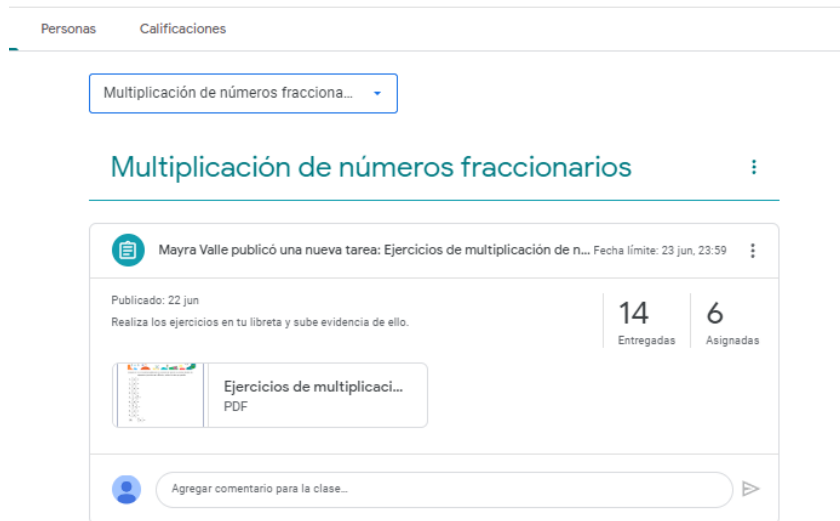 Personas Calificaciones
Multiplicación de números fracciona...
Multiplicación de números fraccionarios
Mayra Valle publicó una nueva tarea: Ejercicios de multiplicación de n... Fecha límite: 23 jun, 23:59
Publicado: 22 jun
Realiza los ejercicios en tu libreta y sube evidencia de ello.
14 6
Entregadas Asignadas
Ejercicios de multiplicaci...
PDF
Agregar comentario para la clase...